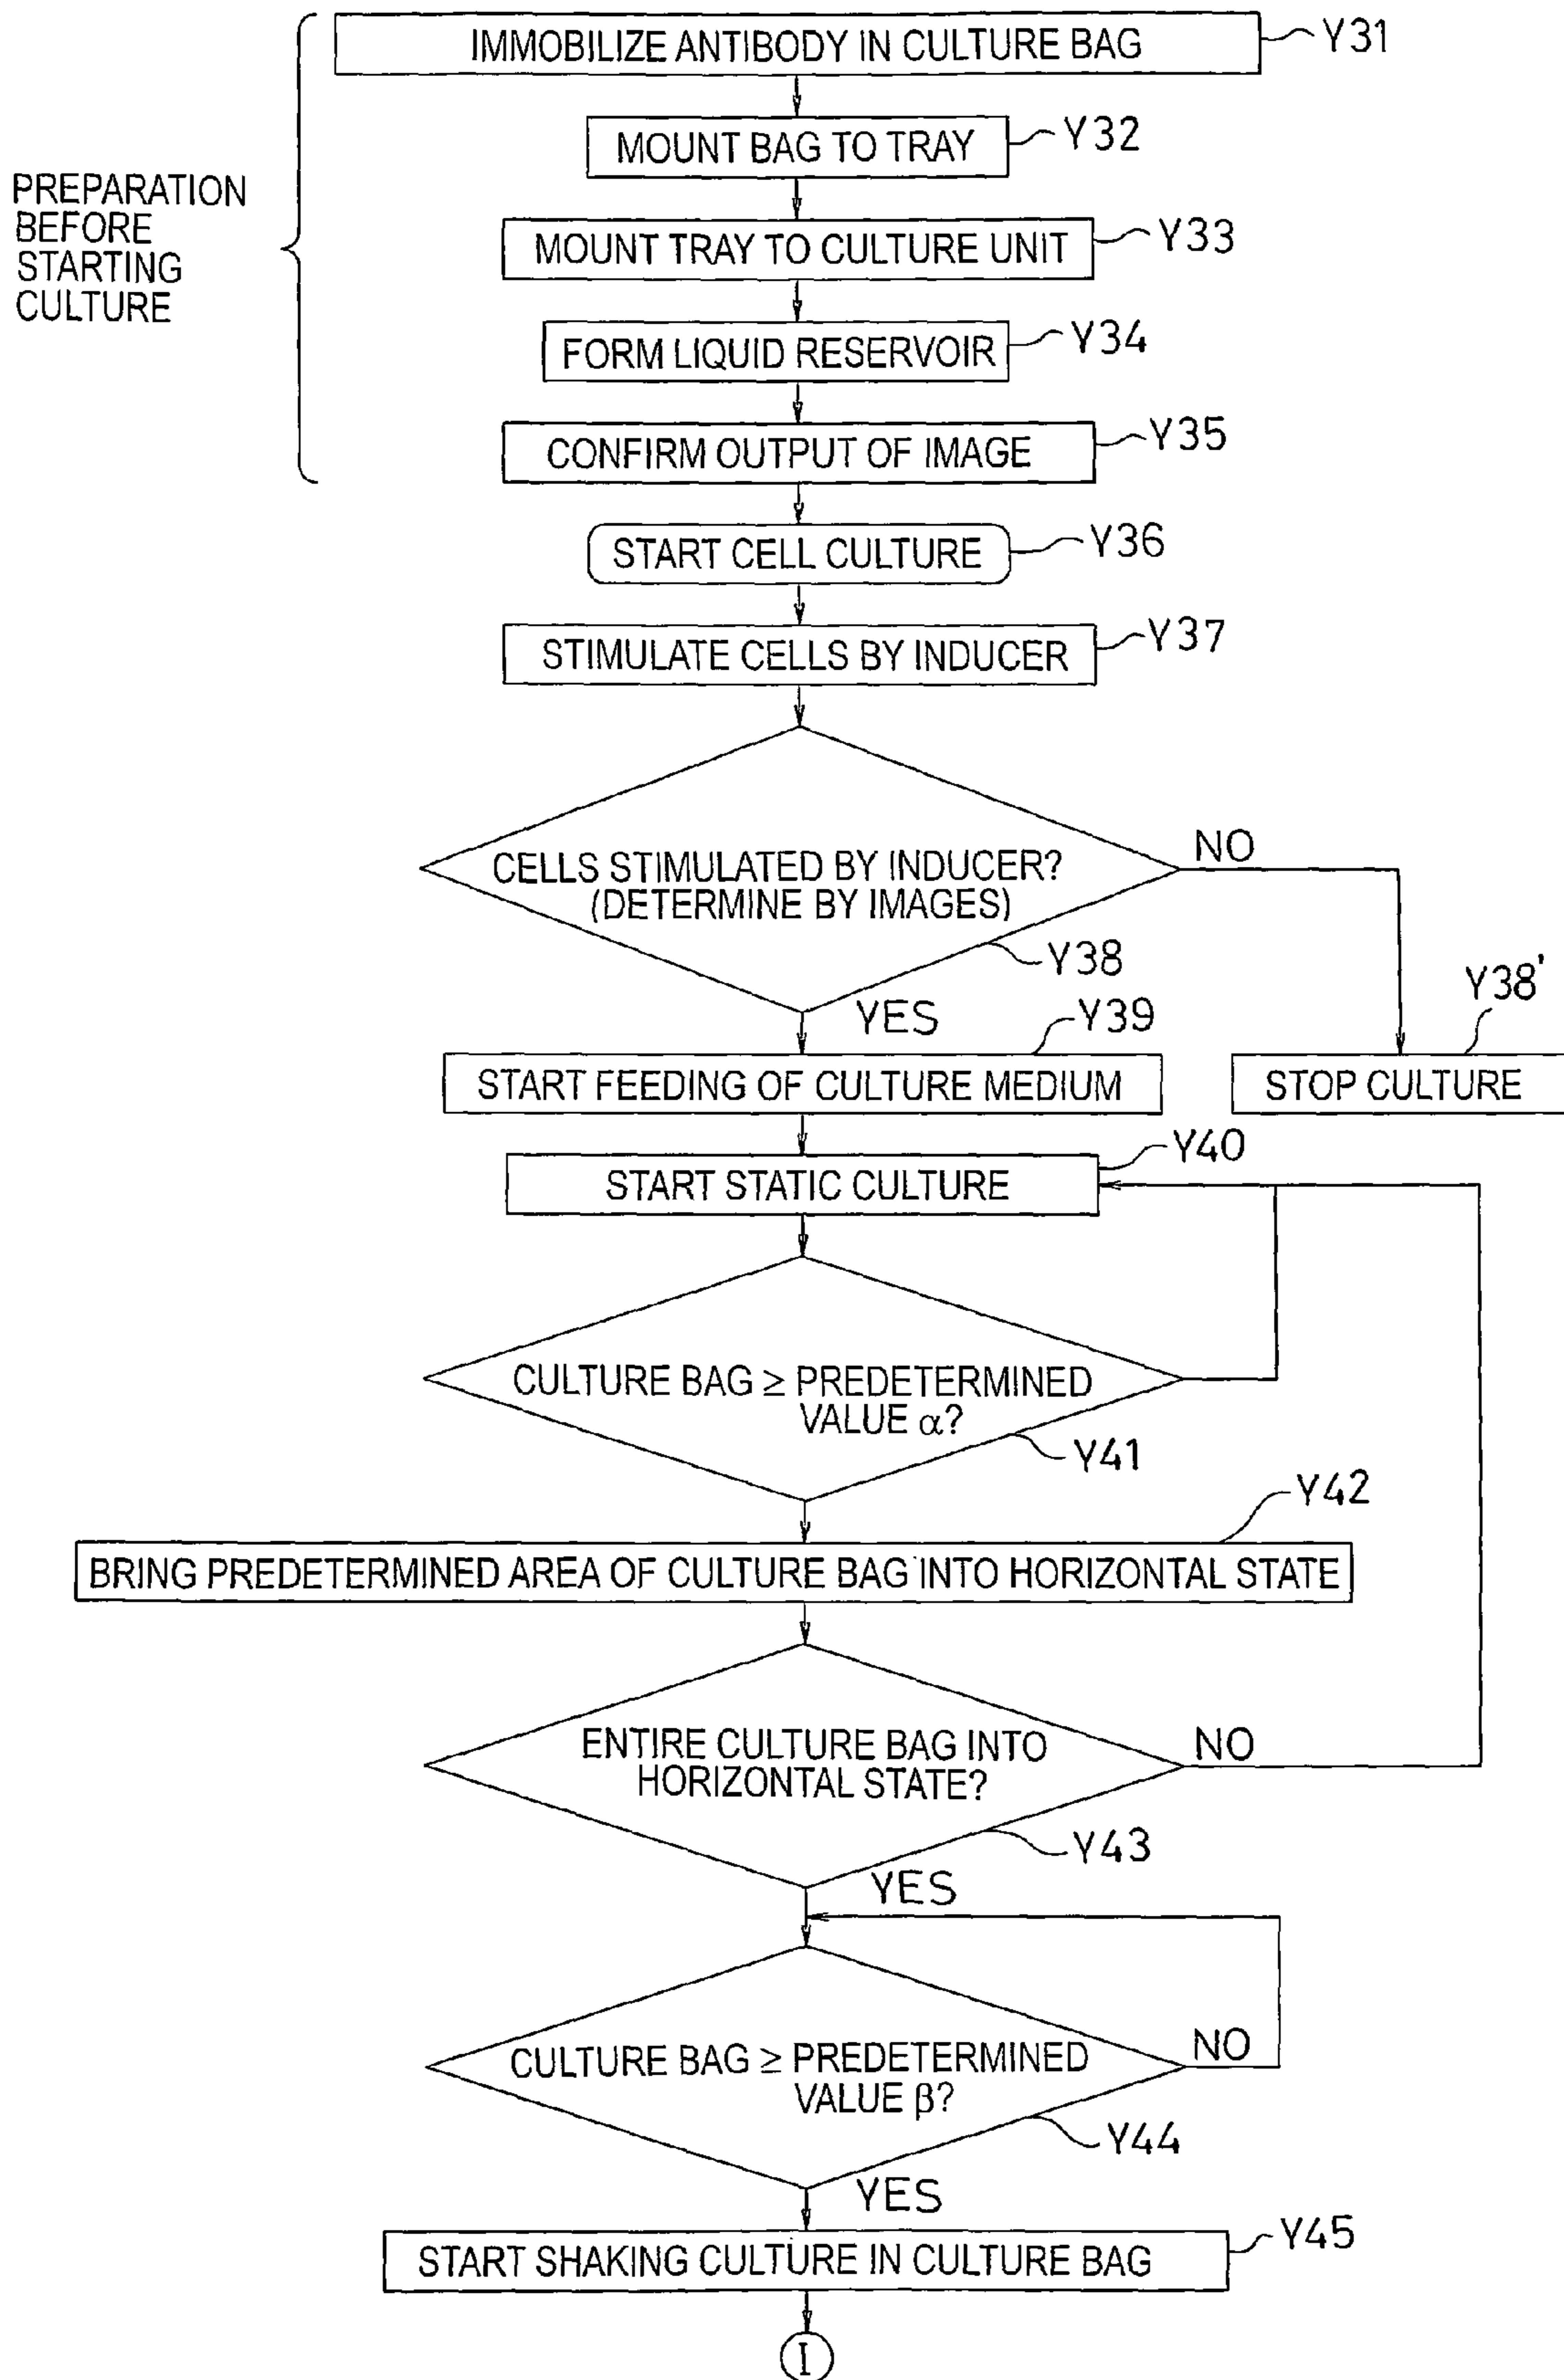 IMMOBILIZE ANTIBODY IN CULTURE BAG
Y31
MOUNT BAG TO TRAY
Y32
PREPARATION
BEFORE
STARTING
CULTURE
MOUNT TRAY TO CULTURE UNIT
Y33
FORM LIQUID RESERVOIR
Y34
CONFIRM OUTPUT OF IMAGE
Y35
START CELL CULTURE
Y36
STIMULATE CELLS BY INDUCER
Y37
CELLS STIMULATED BY INDUCER?
(DETERMINE BY IMAGES)
NO
Y38
Y38'
YES
Y39
START FEEDING OF CULTURE MEDIUM
STOP CULTURE
Y40
START STATIC CULTURE
CULTURE BAG ≥ PREDETERMINED
VALUE α?
Y41
Y42
BRING PREDETERMINED AREA OF CULTURE BAG INTO HORIZONTAL STATE
ENTIRE CULTURE BAG INTO
HORIZONTAL STATE?
NO
Y43
YES
CULTURE BAG ≥ PREDETERMINED
VALUE β?
NO
Y44
YES
START SHAKING CULTURE IN CULTURE BAG
Y45
I